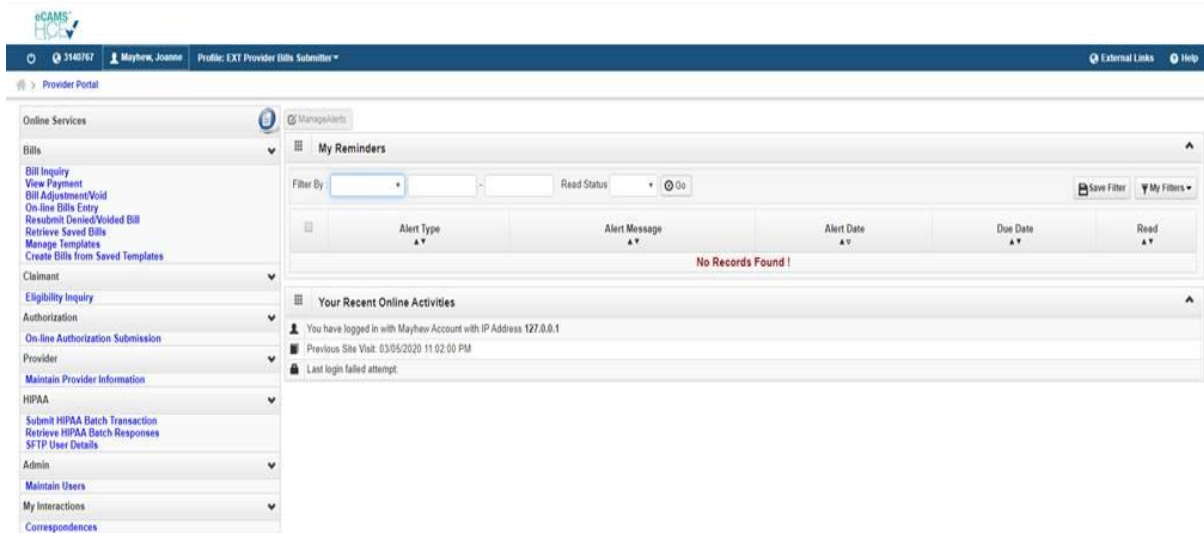 eCAMS
HCE
3140767 Mayhew, Joanne Profile: EXT Provider Bills Submitter External Links Help
> Provider Portal
Online Services
Bills
Bill Inquiry
View Payment
Bill Adjustment/Void
On-line Bills Entry
Resubmit Denied/Voided Bill
Retrieve Saved Bills
Manage Templates
Create Bills from Saved Templates
Claimant
Eligibility Inquiry
Authorization
On-line Authorization Submission
Provider
Maintain Provider Information
HIPAA
Submit HIPAA Batch Transaction
Retrieve HIPAA Batch Responses
SFTP User Details
Admin
Maintain Users
My Interactions
Correspondences
ManageAlerts
My Reminders
Filter By : - Read Status Go Save Filter My Filters
Alert Type Alert Message Alert Date Due Date Read
No Records Found !
Your Recent Online Activities
You have logged in with Mayhew Account with IP Address 127.0.0.1
Previous Site Visit: 03/05/2020 11:02:00 PM
Last login failed attempt: